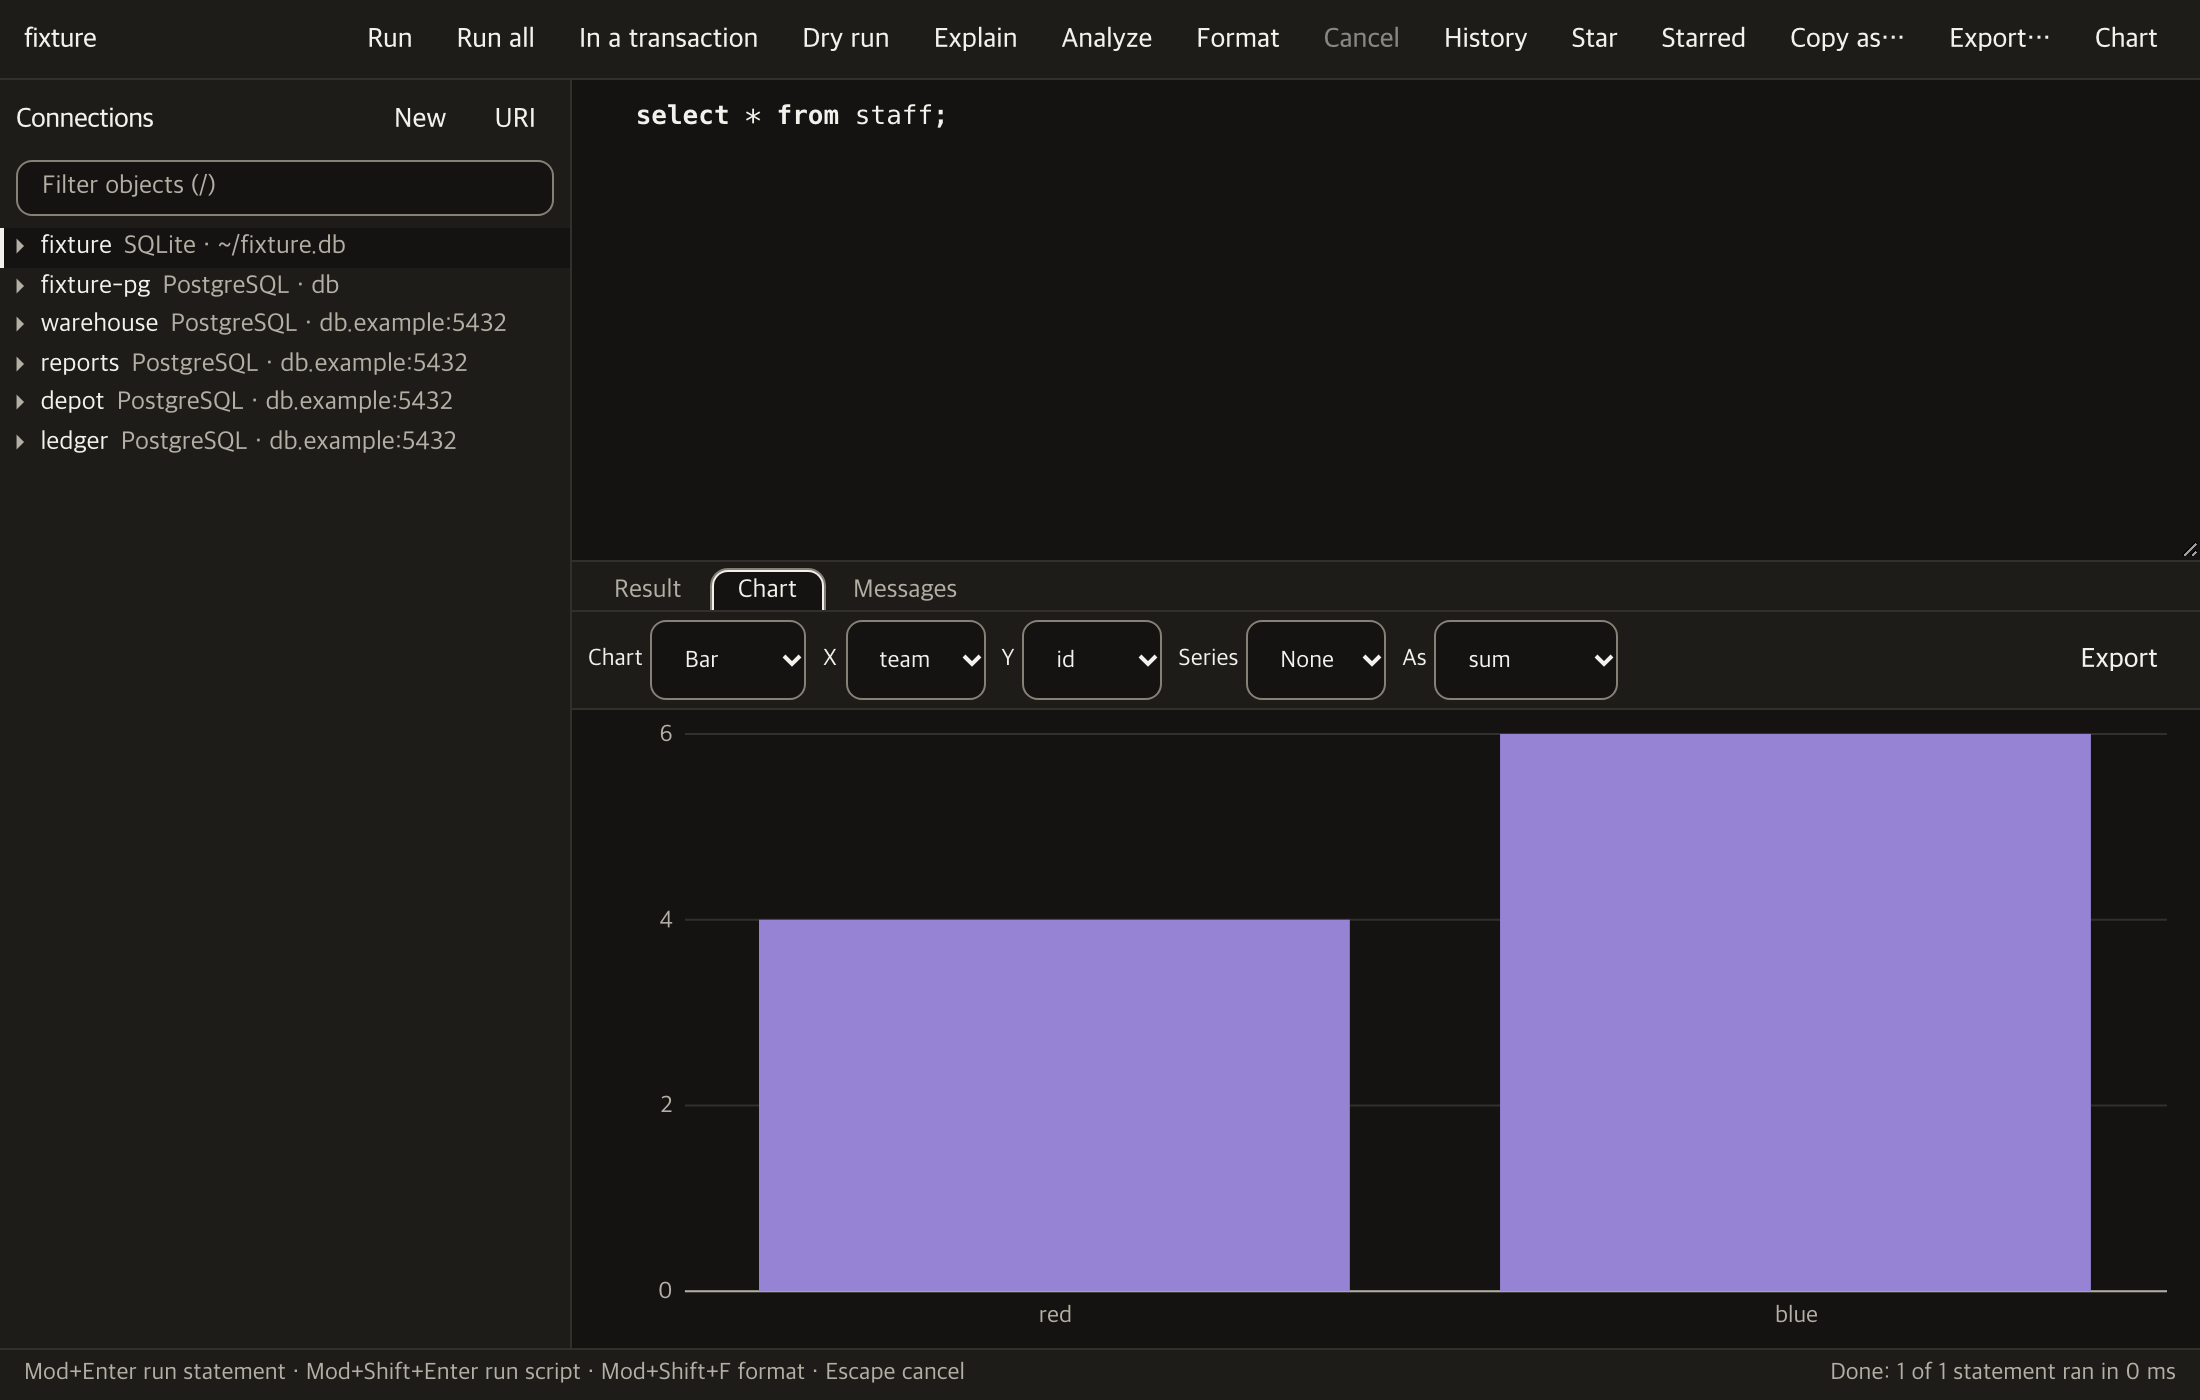 fixture Run Run all In a transaction Dry run Explain Analyze Format Cancel History Star Starred Copy as··· Export··· Chart
Connections New URI
Filter objects (/)
fixture SQLite · ~/fixture.db
fixture-pg PostgreSQL · db
warehouse PostgreSQL · db.example:5432
reports PostgreSQL · db.example:5432
depot PostgreSQL · db.example:5432
ledger PostgreSQL · db.example:5432
select * from staff;
Result Chart Messages
Chart Bar X team Y id Series None As sum Export
6
4
2
0
red blue
Mod+Enter run statement · Mod+Shift+Enter run script · Mod+Shift+F format · Escape cancel
Done: 1 of 1 statement ran in 0 ms